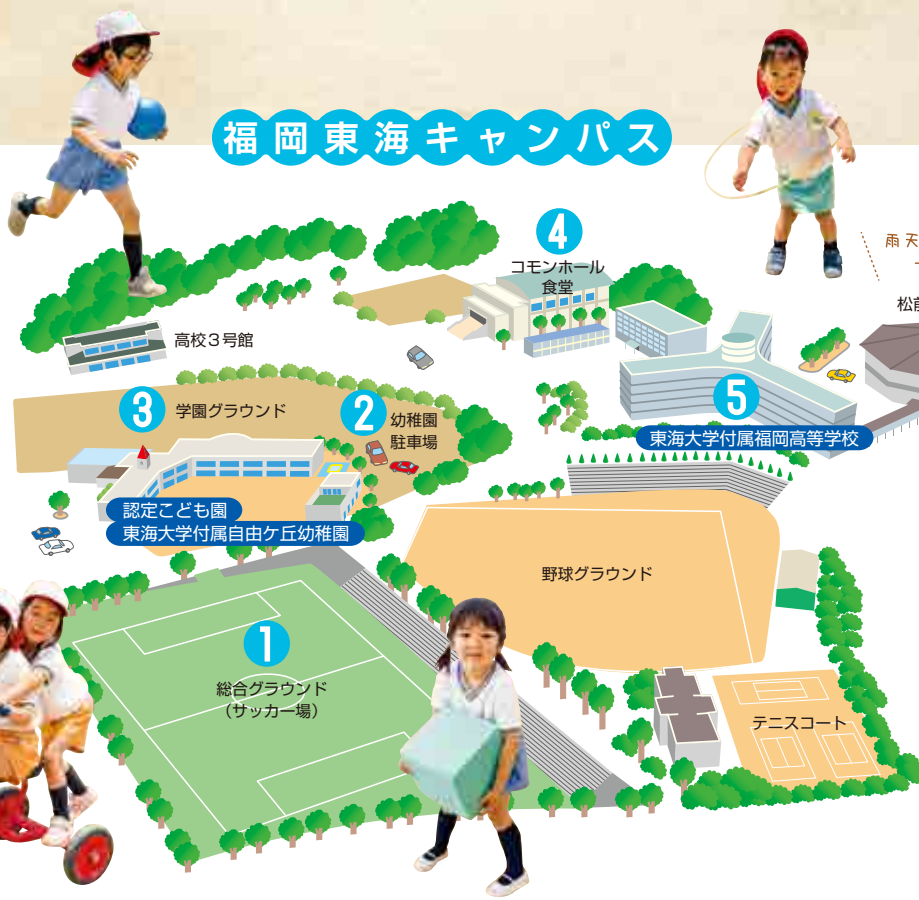 福岡東海キャンパス
雨天
松前
4
コモンホール
食堂
高校3号館
3
学園グラウンド
2
幼稚園
駐車場
5
東海大学付属福岡高等学校
認定こども園
東海大学付属自由ケ丘幼稚園
野球グラウンド
1
総合グラウンド
(サッカー場)
テニスコート